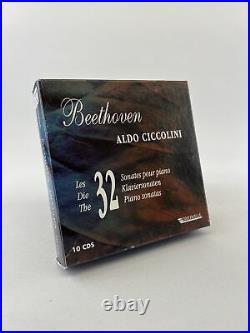 Beethoven
ALDO CICCOLINI
Les
Die
The
32
Sonates pour piano
Klaviersonaten
Piano sonatas
10 CDS